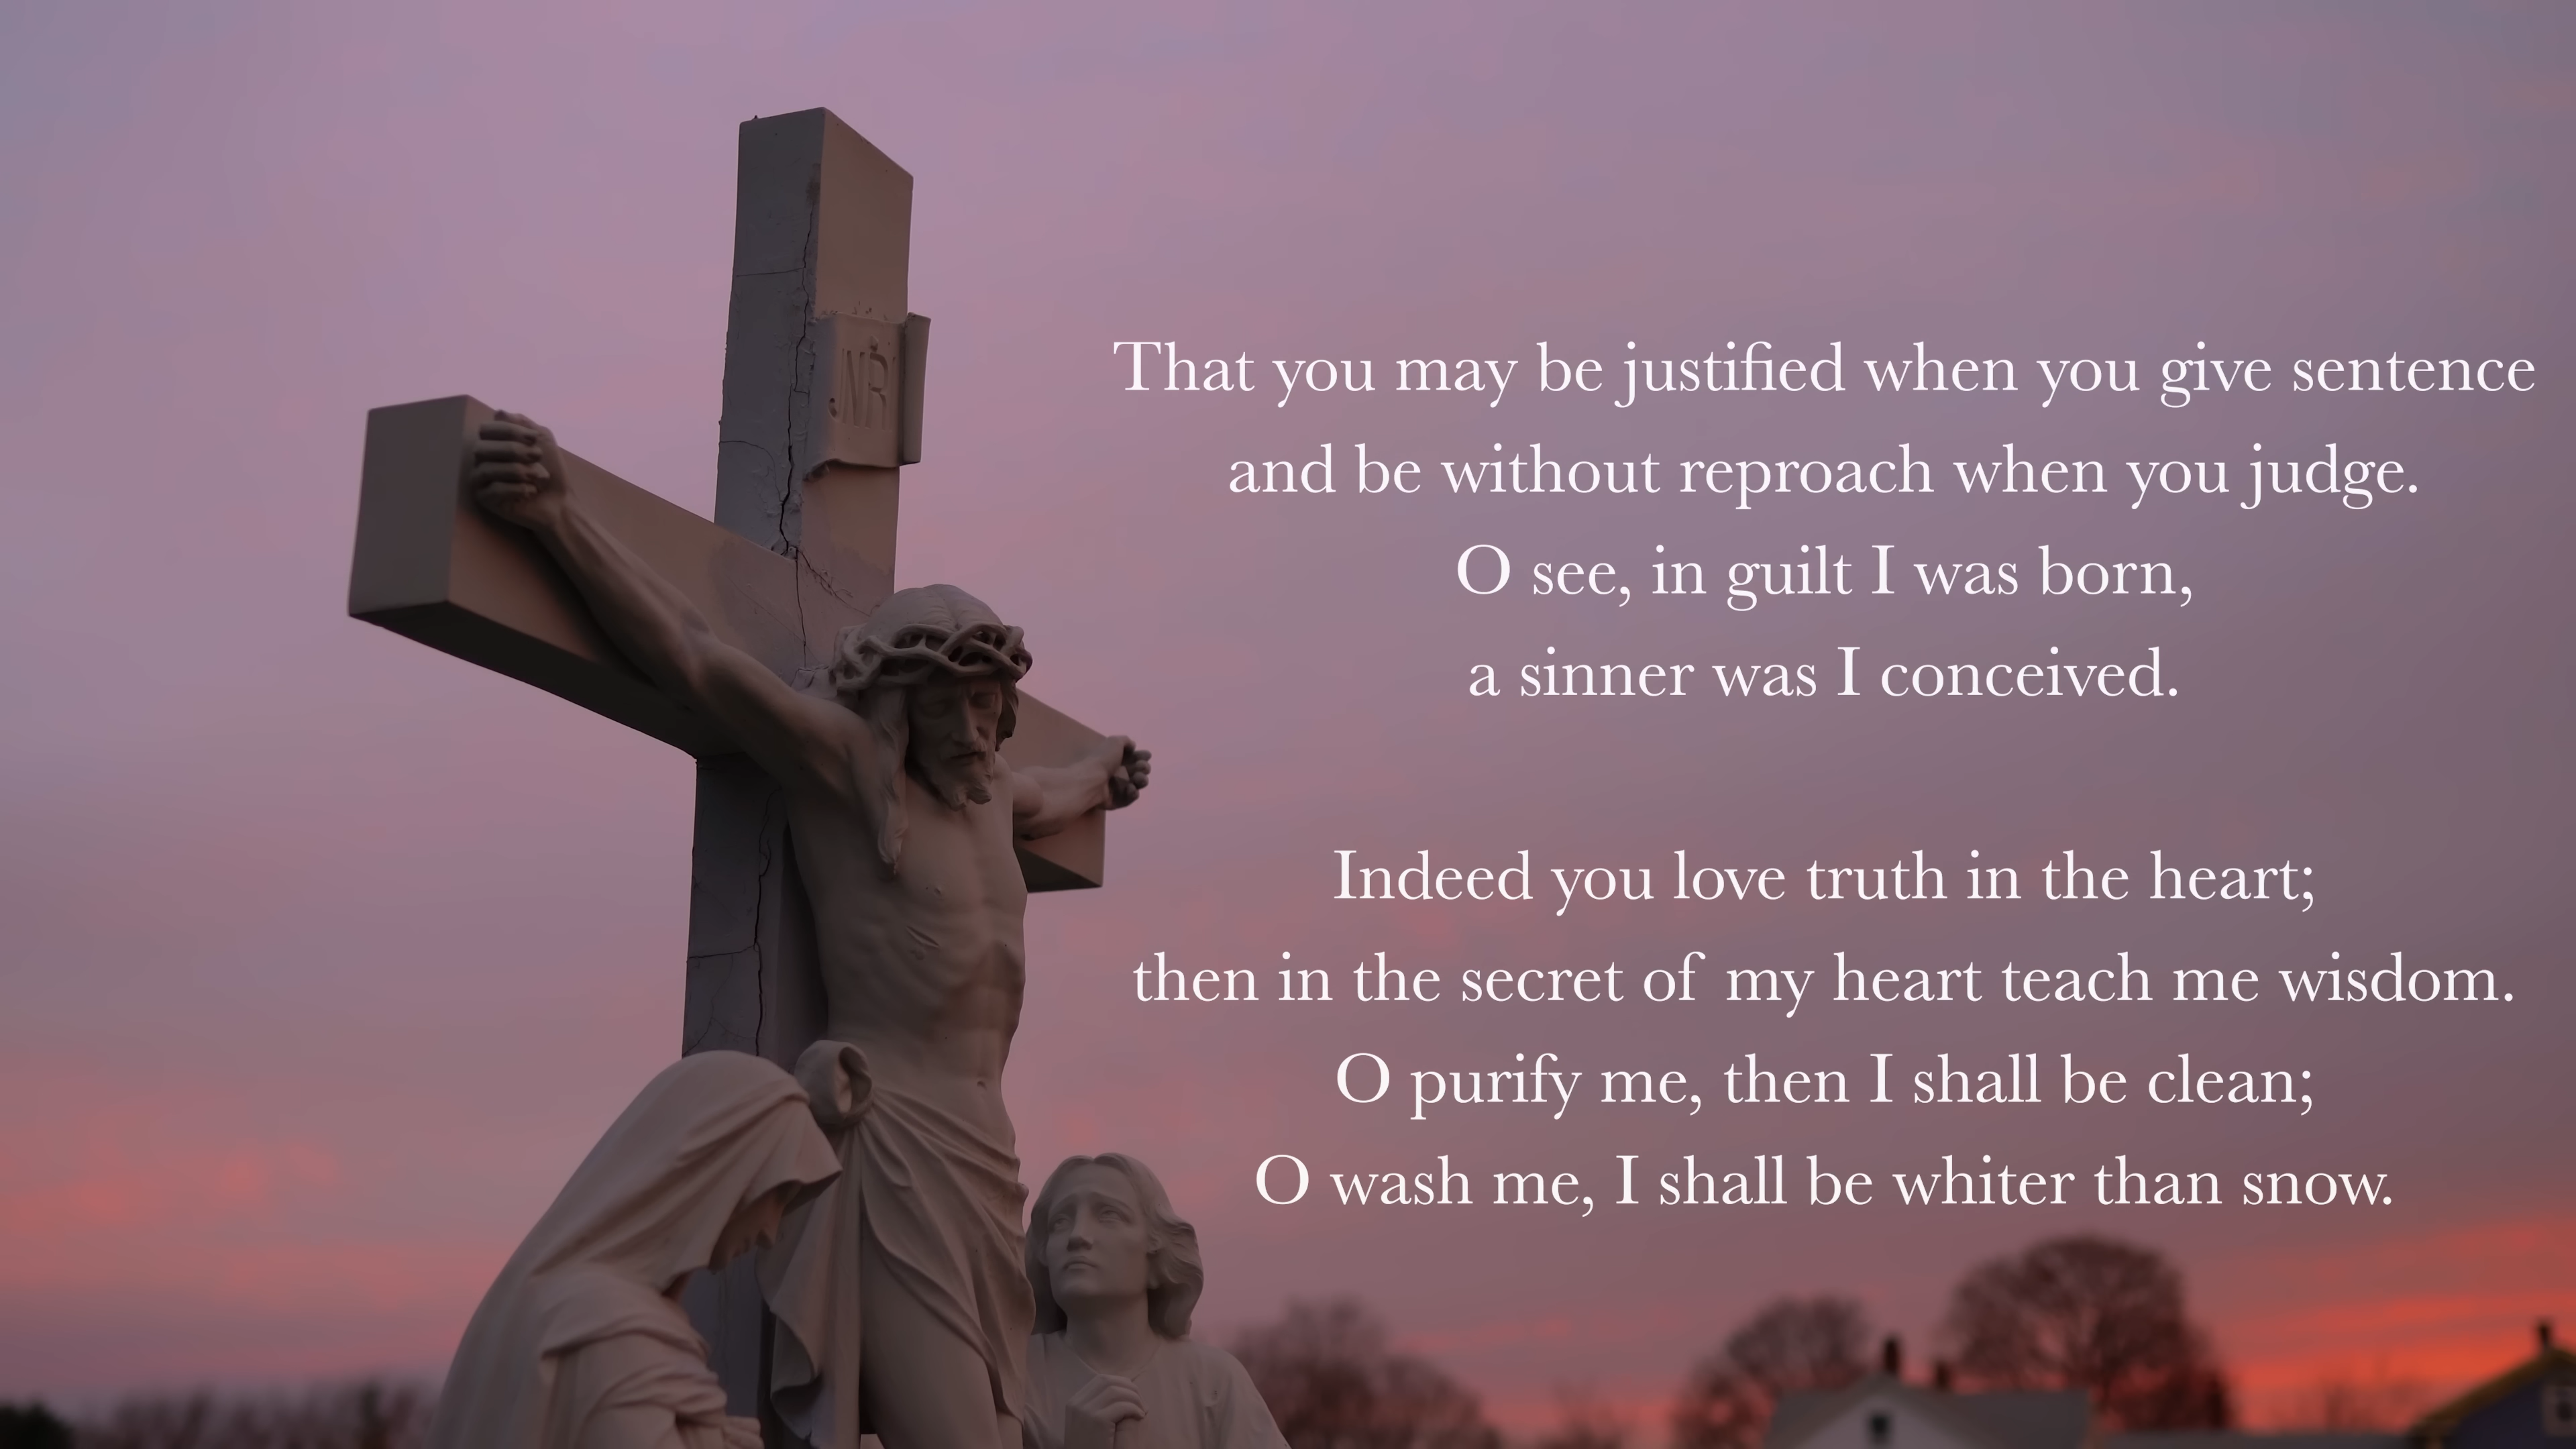 JNRI
That you may be justified when you give sentence
and be without reproach when you judge.
O see, in guilt I was born,
a sinner was I conceived.
Indeed you love truth in the heart;
then in the secret of my heart teach me wisdom.
O purify me, then I shall be clean;
O wash me, I shall be whiter than snow.